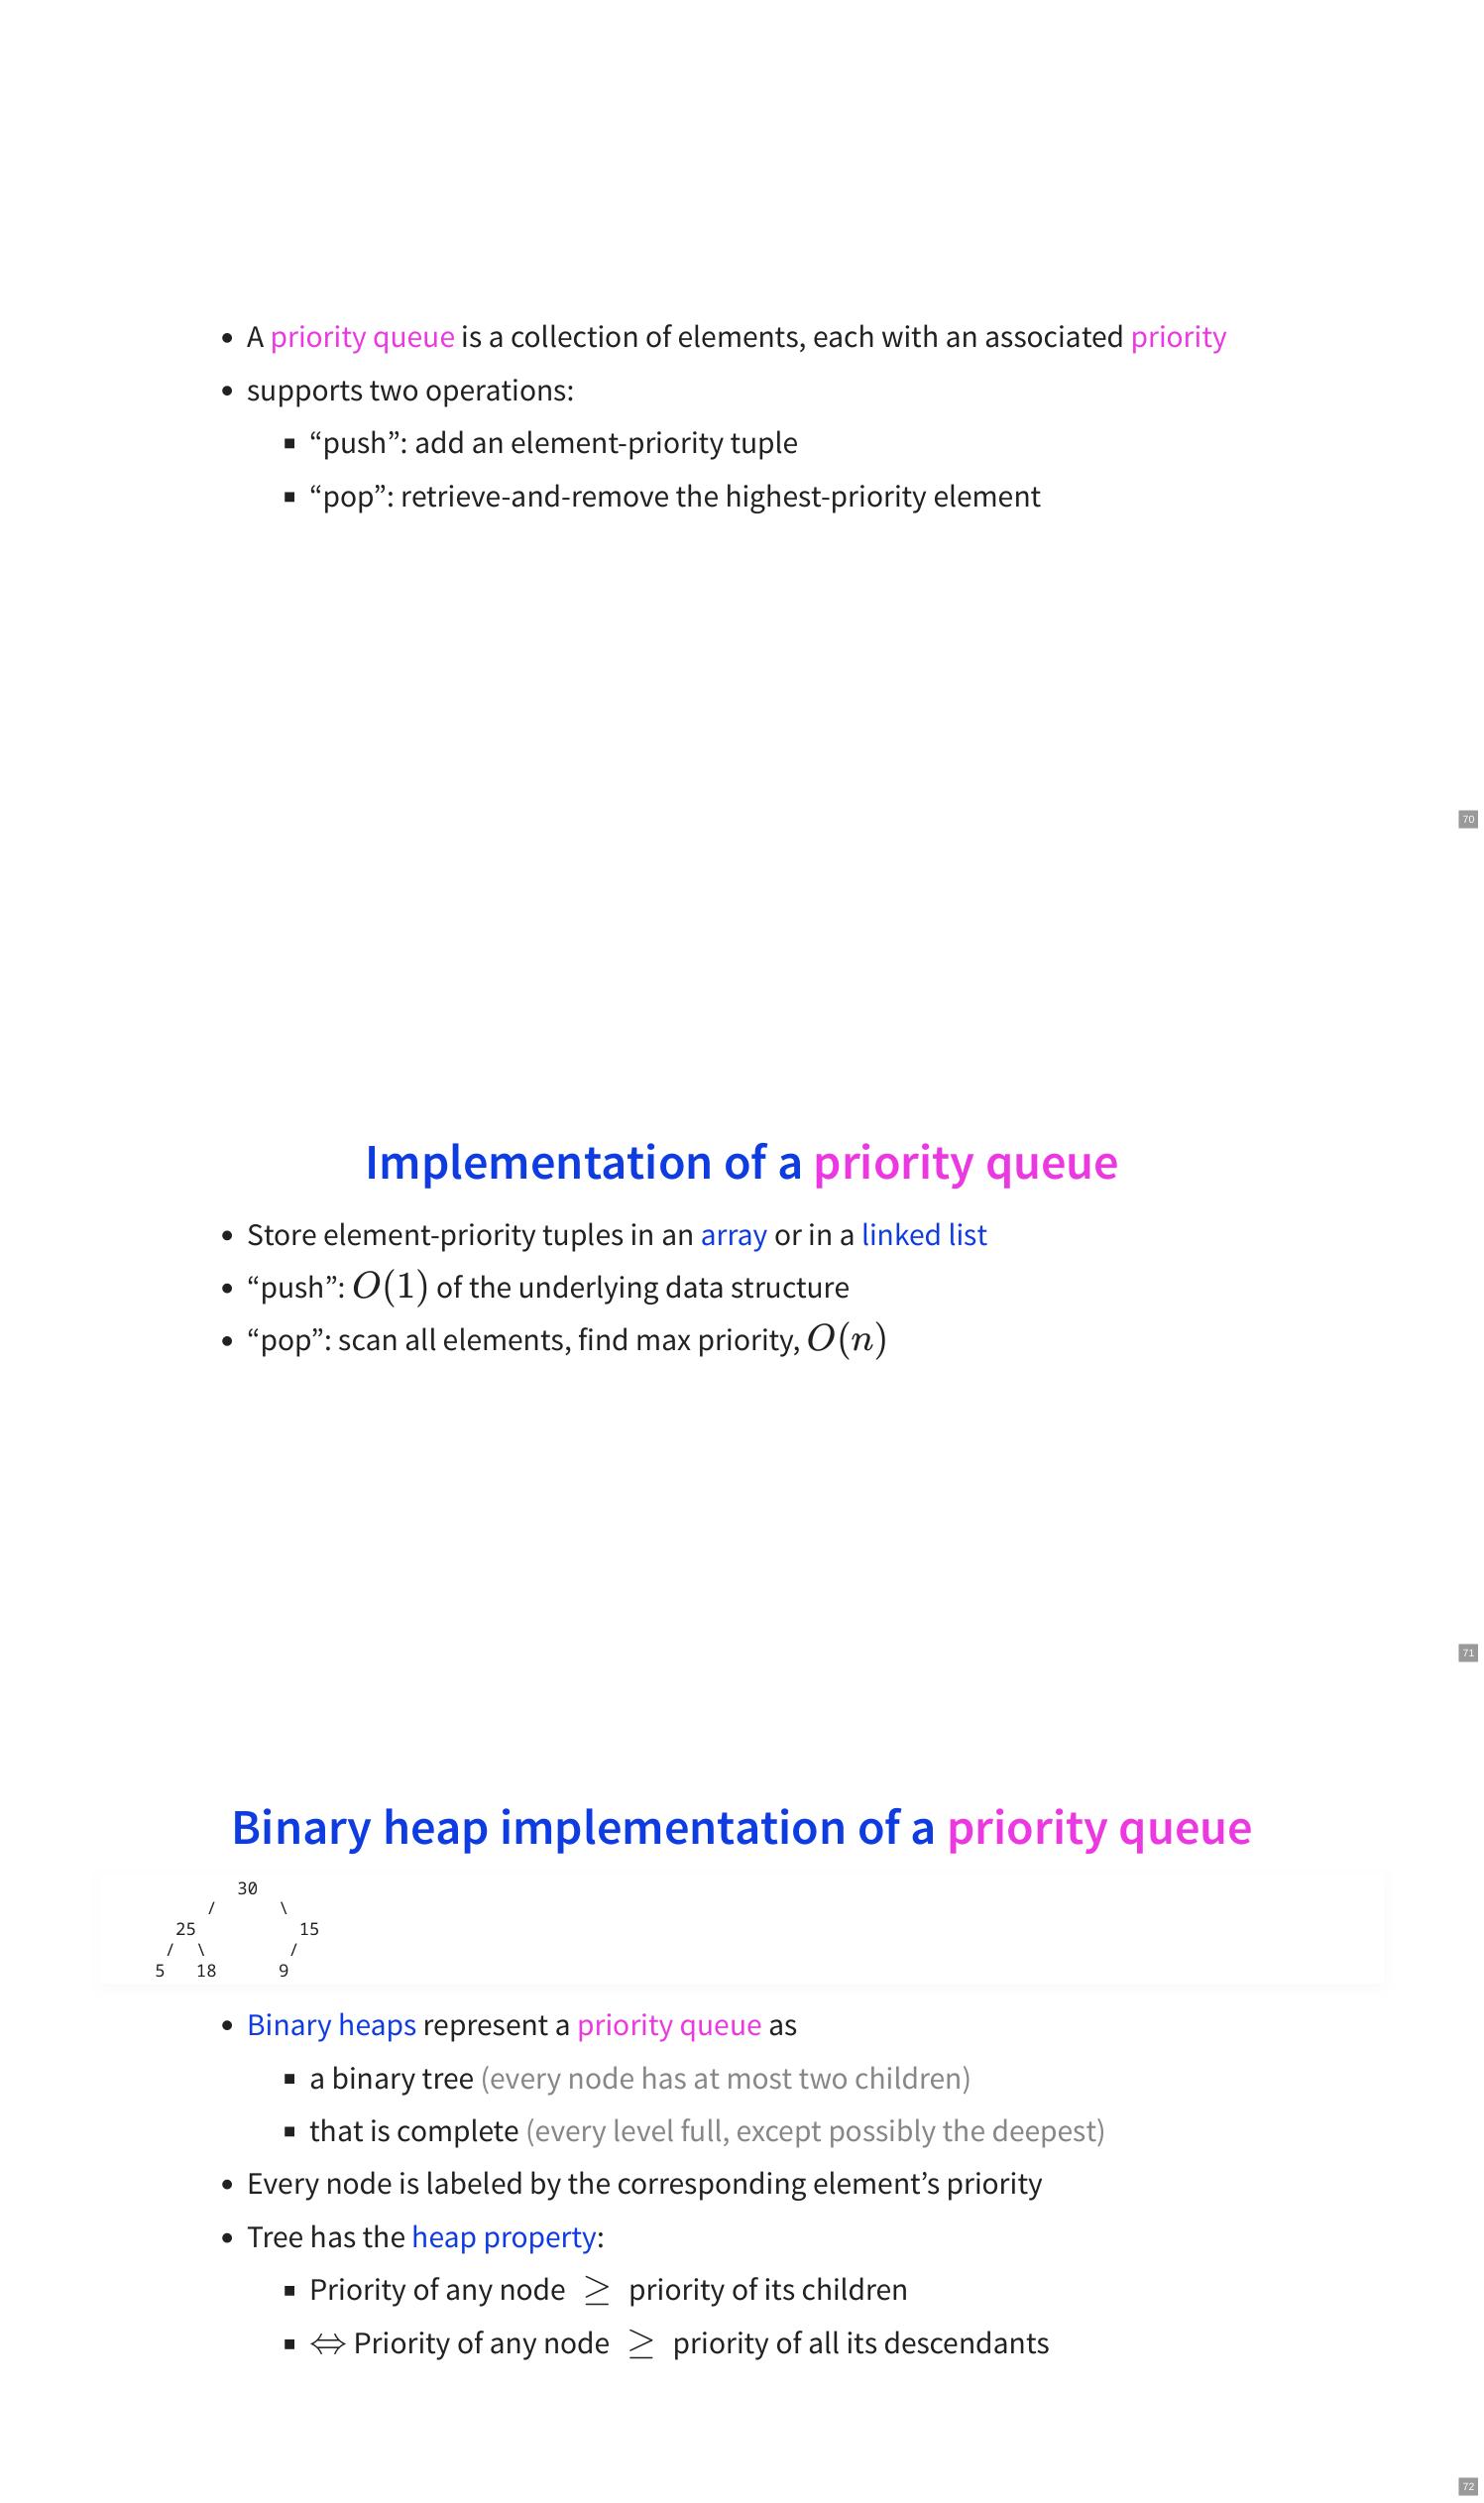 • A priority queue is a collection of elements, each with an associated priority
• supports two operations:
▪ “push”: add an element-priority tuple
▪ “pop”: retrieve-and-remove the highest-priority element
70
Implementation of a priority queue
• Store element-priority tuples in an array or in a linked list
• “push”: O(1) of the underlying data structure
• “pop”: scan all elements, find max priority, O(n)
71
Binary heap implementation of a priority queue
30
/ \
25 15
/ \ /
5 18 9
• Binary heaps represent a priority queue as
▪ a binary tree (every node has at most two children)
▪ that is complete (every level full, except possibly the deepest)
• Every node is labeled by the corresponding element’s priority
• Tree has the heap property:
▪ Priority of any node ≥ priority of its children
▪ ⇔ Priority of any node ≥ priority of all its descendants
72